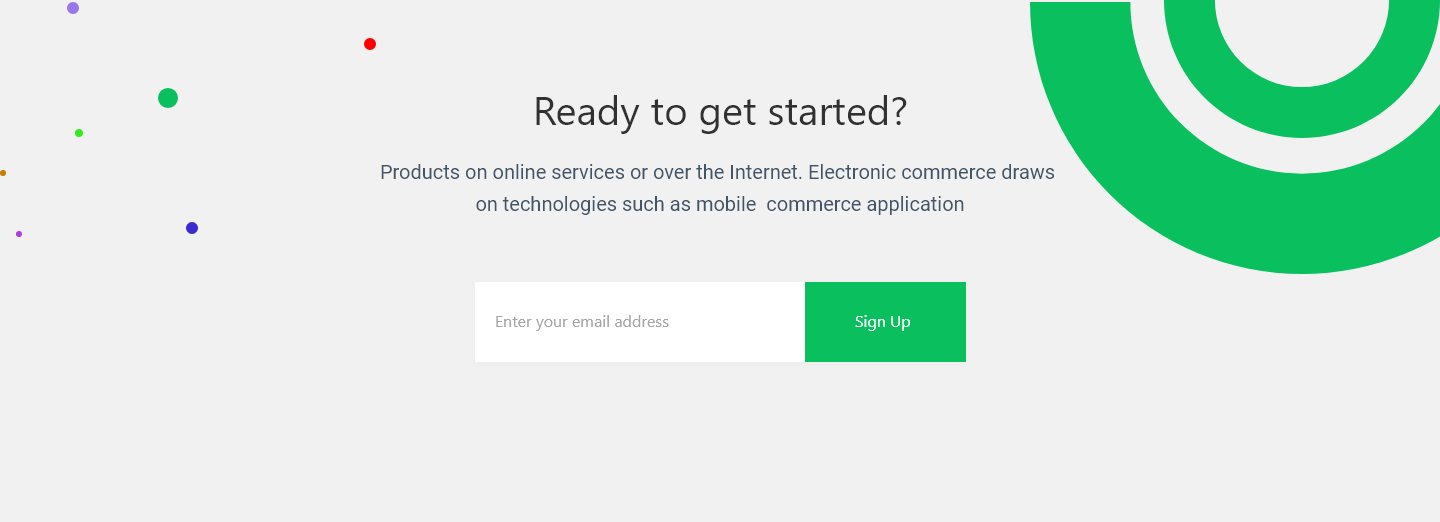 Ready to get started?
Products on online services or over the Internet. Electronic commerce draws
on technologies such as mobile  commerce application
Enter your email address
Sign Up